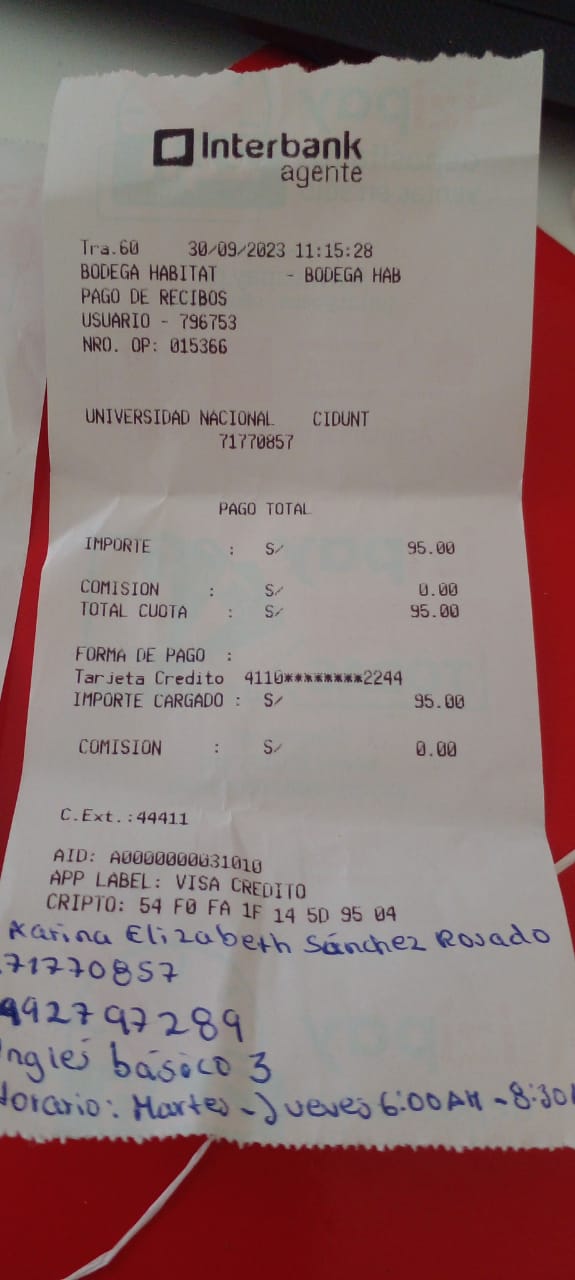 Interbank
agente
Tra.60 30/09/2023 11:15:28
BODEGA HABITAT - BODEGA HAB
PAGO DE RECIBOS
USUARIO - 796753
NRO. OP: 015366
UNIVERSIDAD NACIONAL CIDUNT
71770857
PAGO TOTAL
IMPORTE : S/ 95.00
COMISION : S/ 0.00
TOTAL CUOTA : S/ 95.00
FORMA DE PAGO :
Tarjeta Credito 4110********2244
IMPORTE CARGADO : S/ 95.00
COMISION : S/ 0.00
C.Ext.:44411
AID: A0000000031010
APP LABEL: VISA CREDITO
CRIPTO: 54 F0 FA 1F 14 5D 95 04
Karina Elizabeth Sánchez Rosado
71770857
992797289
Inglés básico 3
Horario: Martes - Jueves 6:00AM - 8:30A